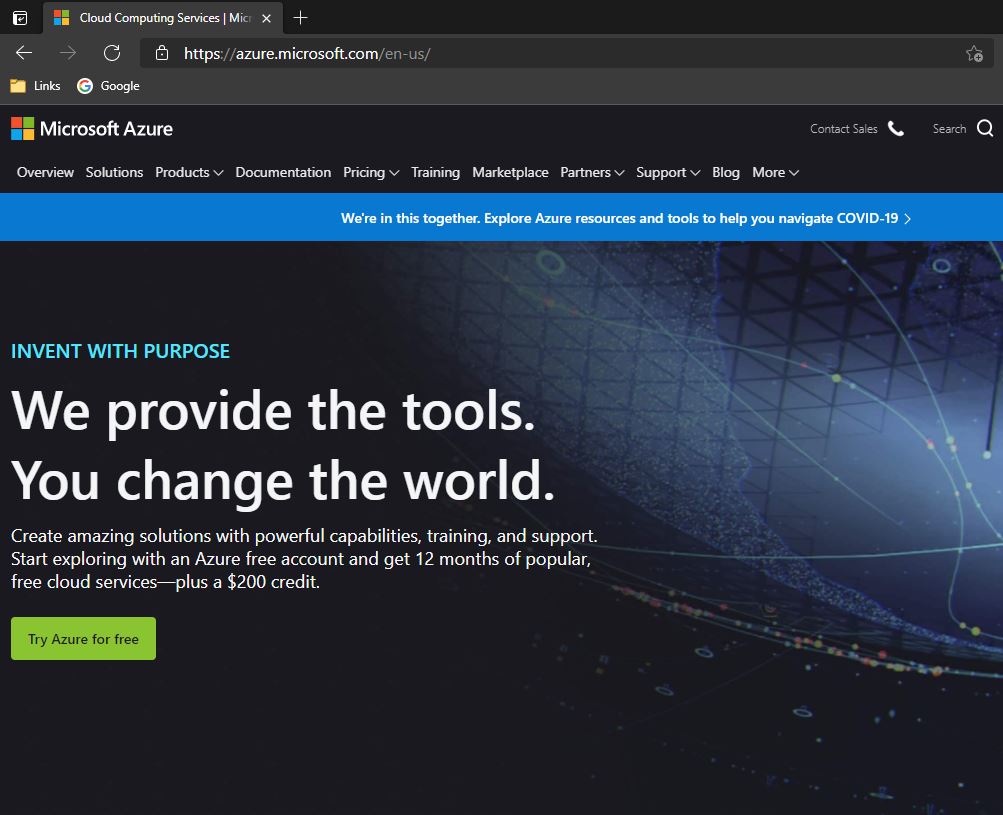 Cloud Computing Services | Micr
https://azure.microsoft.com/en-us/
Links Google
Microsoft Azure
Contact Sales Search
Overview Solutions Products Documentation Pricing Training Marketplace Partners Support Blog More
We're in this together. Explore Azure resources and tools to help you navigate COVID-19
INVENT WITH PURPOSE
We provide the tools.
You change the world.
Create amazing solutions with powerful capabilities, training, and support.
Start exploring with an Azure free account and get 12 months of popular,
free cloud services—plus a $200 credit.
Try Azure for free